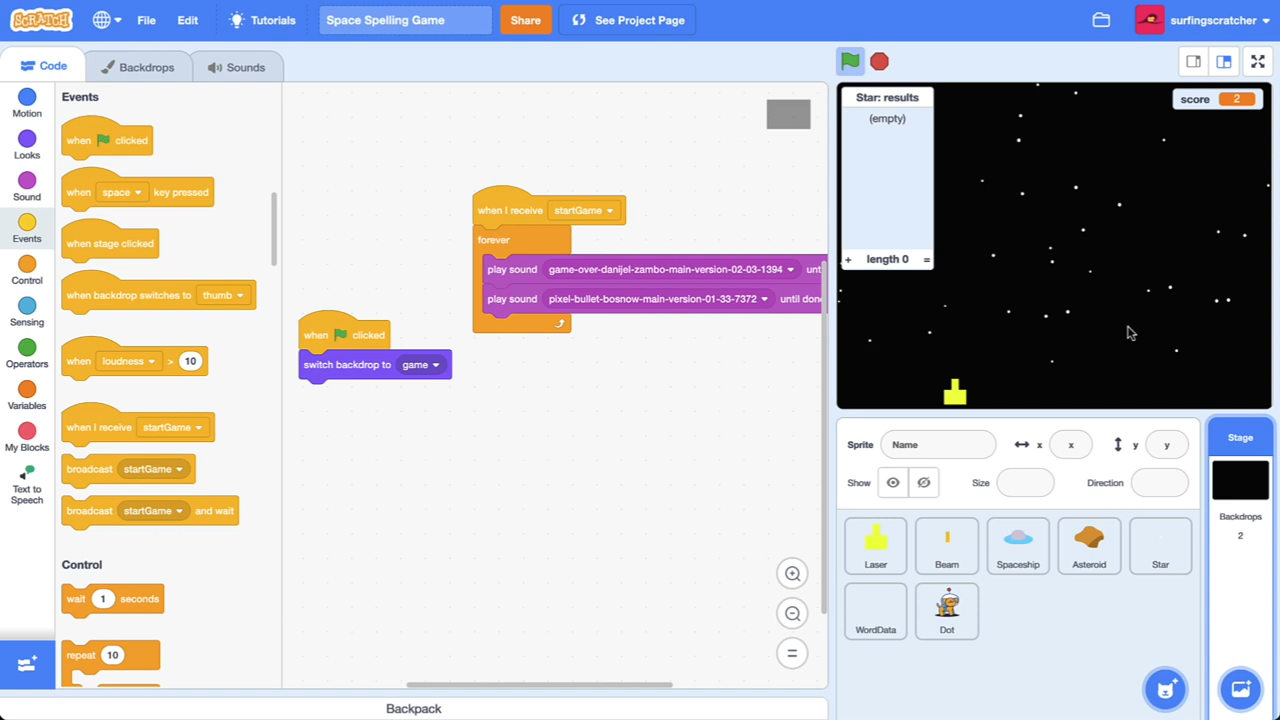 SCRATCH File Edit Tutorials Space Spelling Game Share See Project Page surfingscratcher
Code Backdrops Sounds
Motion
Looks
Sound
Events
Control
Sensing
Operators
Variables
My Blocks
Text to
Speech
Events
when clicked
when space key pressed
when stage clicked
when backdrop switches to thumb
when loudness > 10
when I receive startGame
broadcast startGame
broadcast startGame and wait
Control
wait 1 seconds
repeat 10
when I receive startGame
forever
play sound game-over-danijel-zambo-main-version-02-03-1394 unt
play sound pixel-bullet-bosnow-main-version-01-33-7372 until done
when clicked
switch backdrop to game
Backpack
Star: results
(empty)
+ length 0 =
score 2
Sprite Name x x y y
Show Size Direction
Laser Beam Spaceship Asteroid Star
WordData Dot
Stage
Backdrops
2